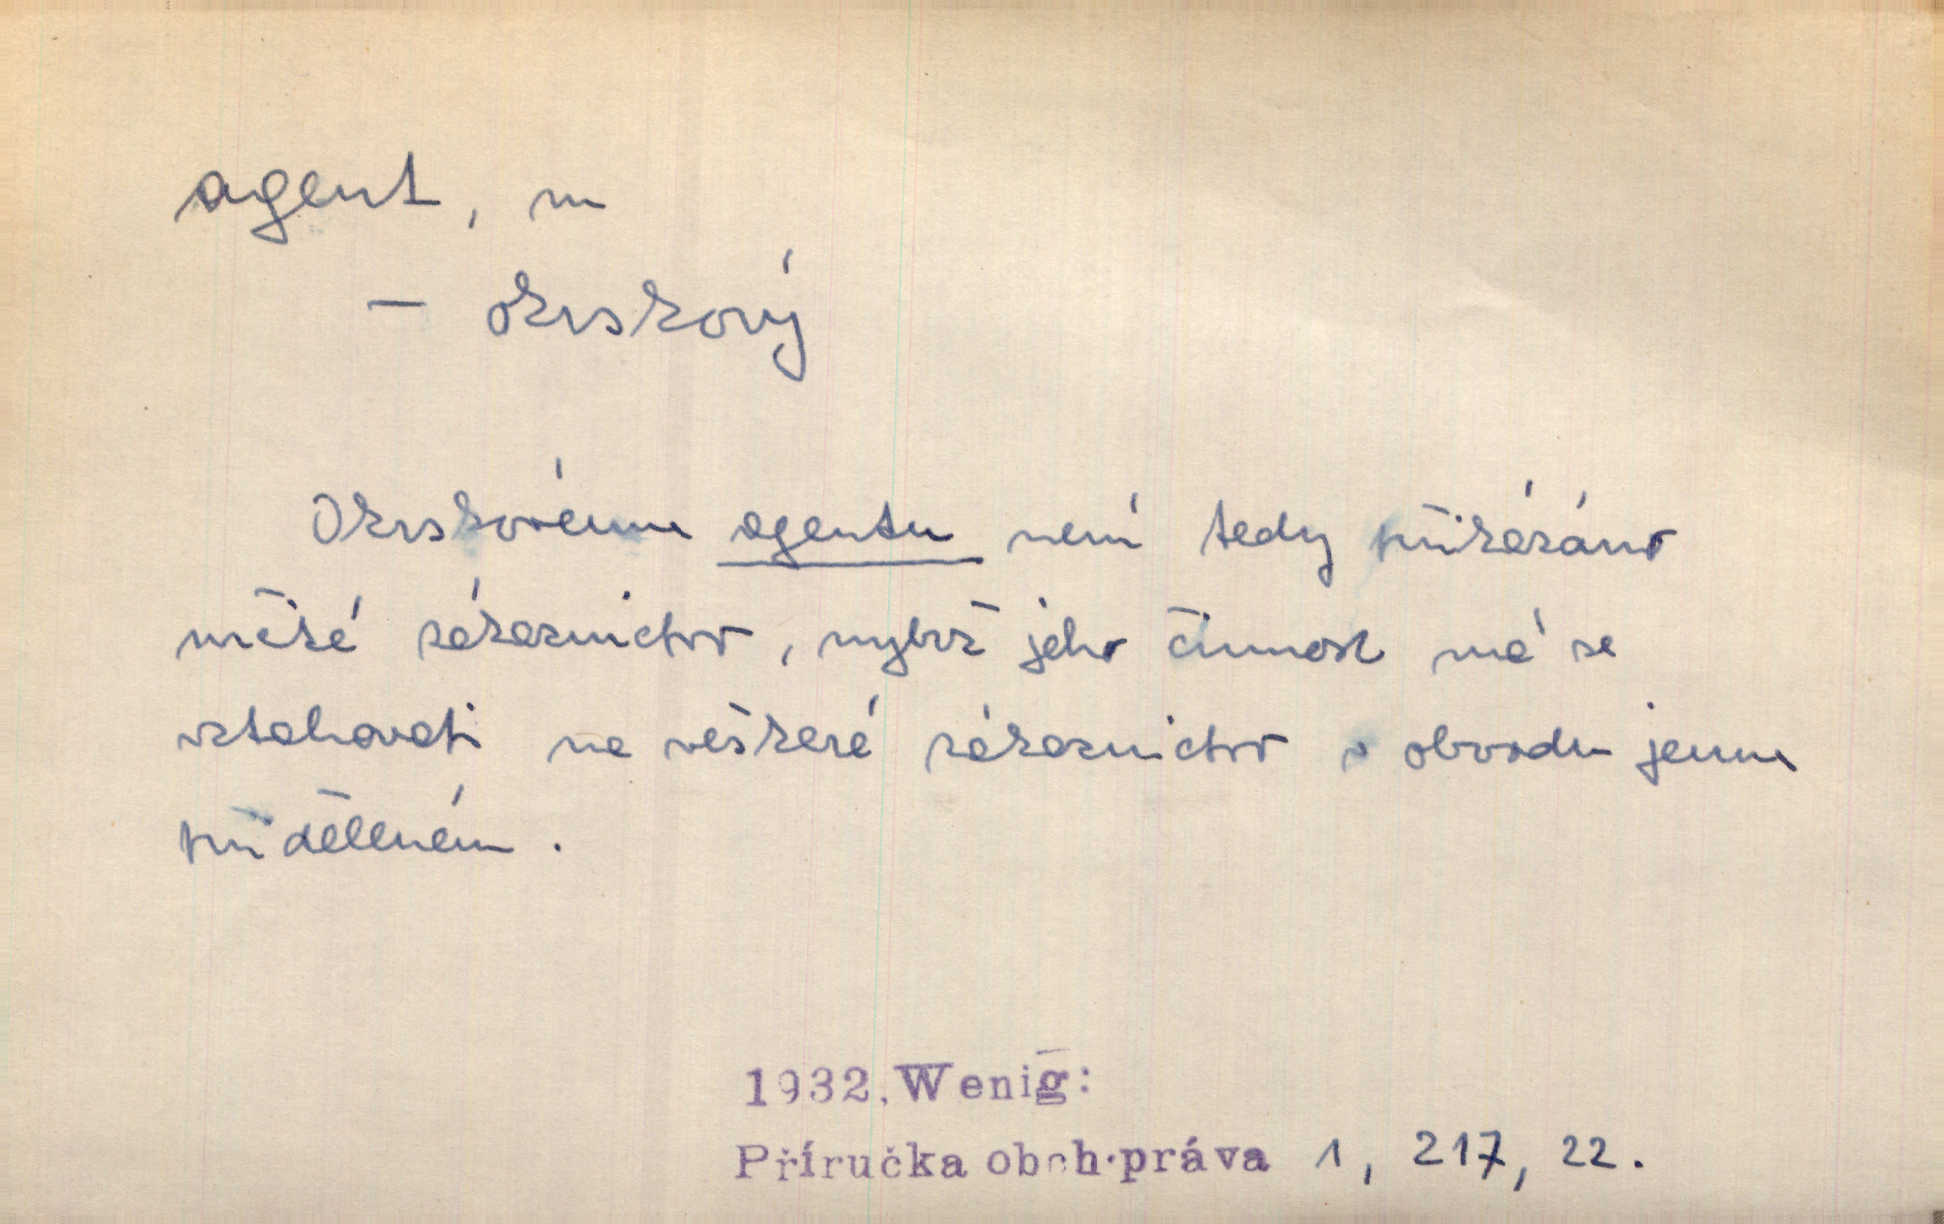 agent, m
— okrskový
Okrskovému agentu není tedy přikázáno
určité zákaznictvo, nýbrž jeho činnost má se
vztahovati na veškeré zákaznictvo v obvodu jemu
přiděleném.
1932, Wenig:
Příručka obch. práva 1, 217, 22.